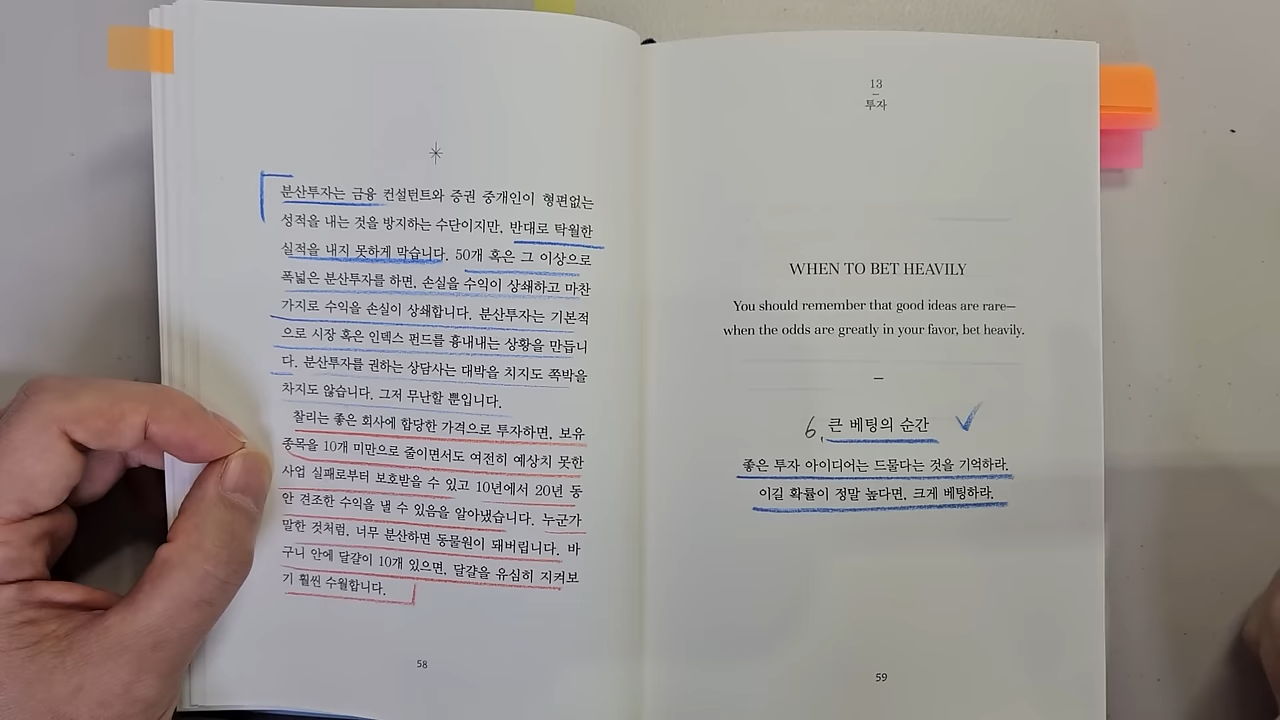 분산투자는 금융 컨설턴트와 증권 중개인이 형편없는
성적을 내는 것을 방지하는 수단이지만, 반대로 탁월한
실적을 내지 못하게 막습니다. 50개 혹은 그 이상으로
폭넓은 분산투자를 하면, 손실을 수익이 상쇄하고 마찬
가지로 수익을 손실이 상쇄합니다. 분산투자는 기본적
으로 시장 혹은 인덱스 펀드를 흉내내는 상황을 만듭니
다. 분산투자를 권하는 상담사는 대박을 치지도 쪽박을
차지도 않습니다. 그저 무난할 뿐입니다.
찰리는 좋은 회사에 합당한 가격으로 투자하면, 보유
종목을 10개 미만으로 줄이면서도 여전히 예상치 못한
사업 실패로부터 보호받을 수 있고 10년에서 20년 동
안 견조한 수익을 낼 수 있음을 알아냈습니다. 누군가
말한 것처럼, 너무 분산하면 동물원이 돼버립니다. 바
구니 안에 달걀이 10개 있으면, 달걀을 유심히 지켜보
기 훨씬 수월합니다.
58
13
투자
WHEN TO BET HEAVILY
You should remember that good ideas are rare—
when the odds are greatly in your favor, bet heavily.
6. 큰 베팅의 순간
좋은 투자 아이디어는 드물다는 것을 기억하라.
이길 확률이 정말 높다면, 크게 베팅하라.
59